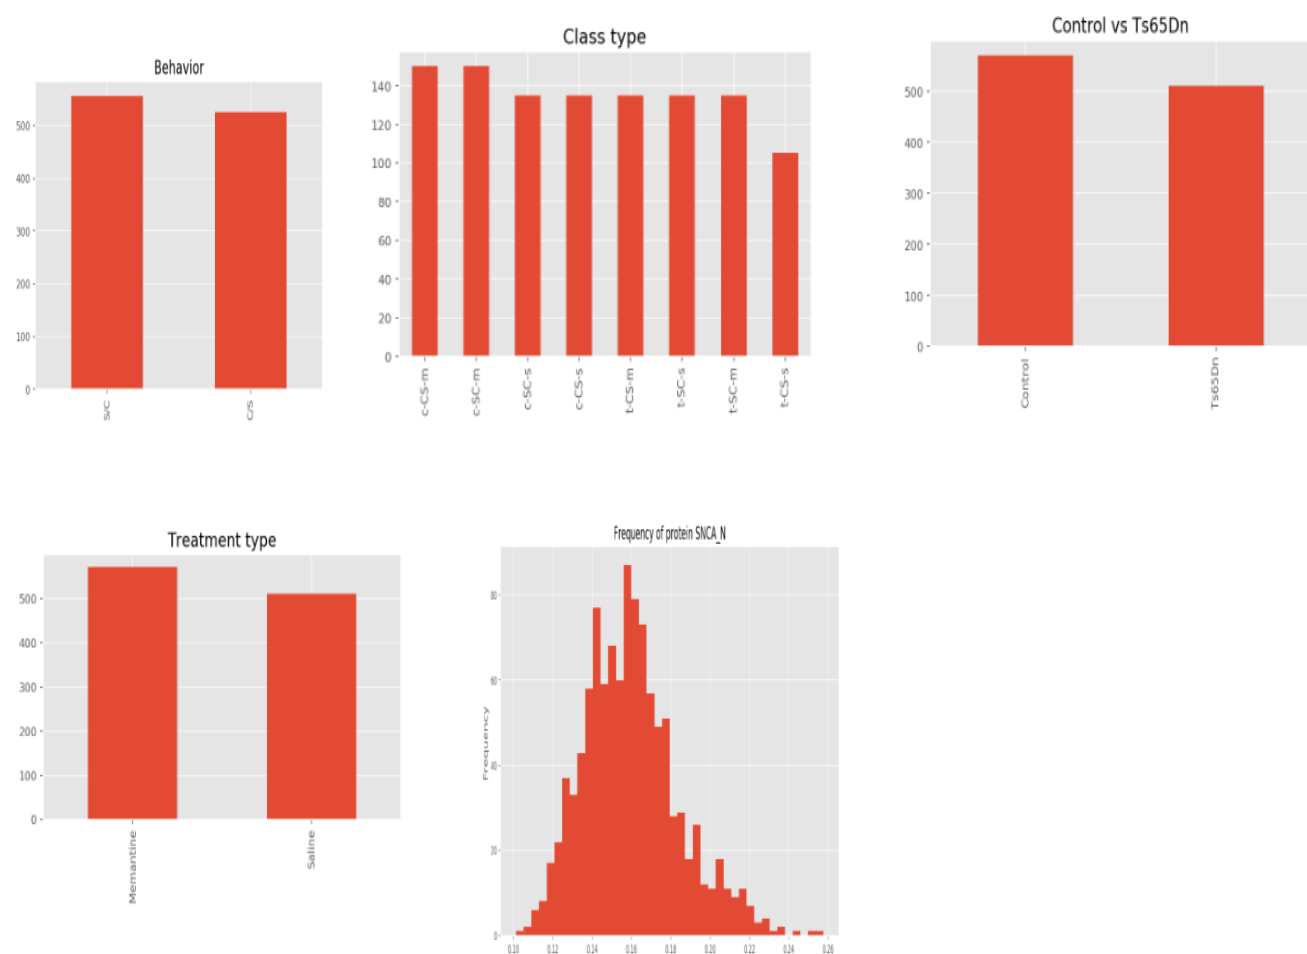 Behavior
500
400
300
200
100
0
S/C
C/S
Class type
140
120
100
80
60
40
20
0
c-CS-m
c-SC-m
c-SC-s
c-CS-s
t-CS-m
t-SC-s
t-SC-m
t-CS-s
Control vs Ts65Dn
500
400
300
200
100
0
Control
Ts65Dn
Treatment type
500
400
300
200
100
0
Memantine
Saline
Frequency of protein SNCA_N
Frequency
80
60
40
20
0
0.10 0.12 0.14 0.16 0.18 0.20 0.22 0.24 0.26